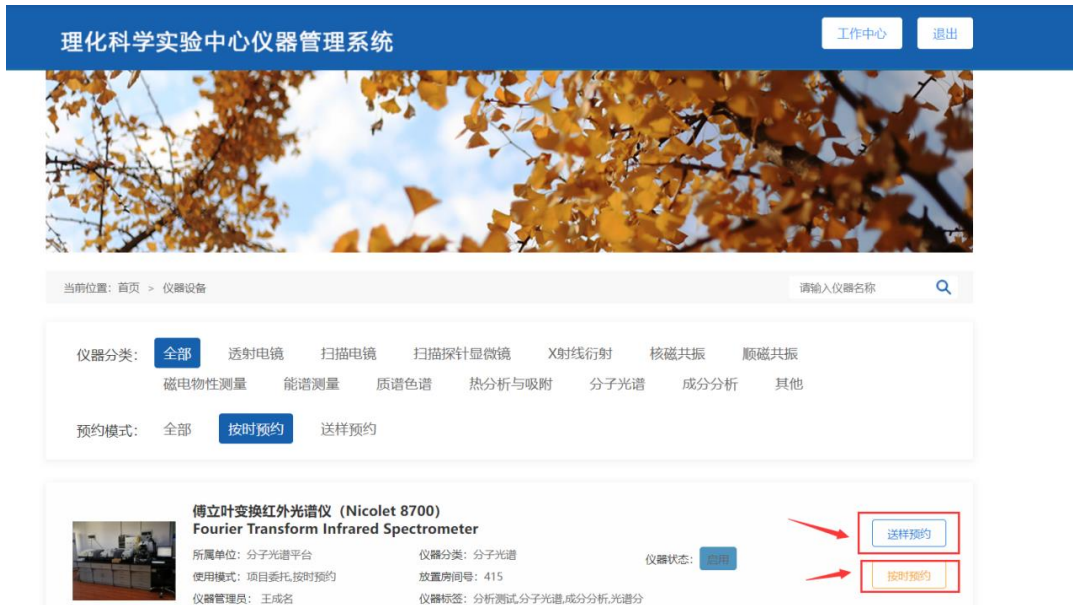 理化科学实验中心仪器管理系统 工作中心 退出
当前位置：首页 > 仪器设备 请输入仪器名称
仪器分类： 全部 透射电镜 扫描电镜 扫描探针显微镜 X射线衍射 核磁共振 顺磁共振
磁电物性测量 能谱测量 质谱色谱 热分析与吸附 分子光谱 成分分析 其他
预约模式： 全部 按时预约 送样预约
傅立叶变换红外光谱仪（Nicolet 8700）
Fourier Transform Infrared Spectrometer
送样预约
所属单位：分子光谱平台 仪器分类：分子光谱 仪器状态： 启用
使用模式：项目委托,按时预约 放置房间号：415 按时预约
仪器管理员：王成名 仪器标签：分析测试,分子光谱,成分分析,光谱分